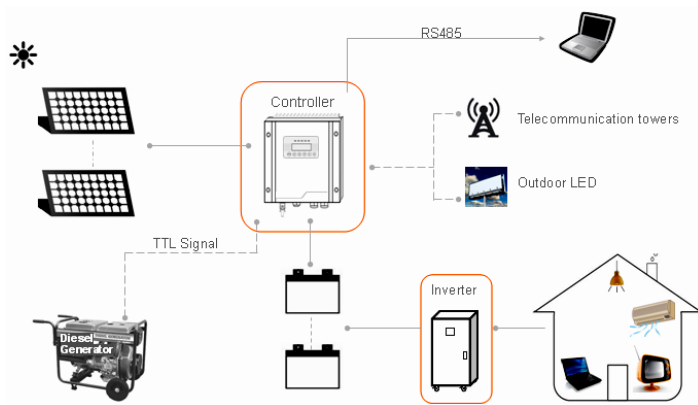 RS485
Controller
Telecommunication towers
Outdoor LED
TTL Signal
Inverter
Diesel
Generator